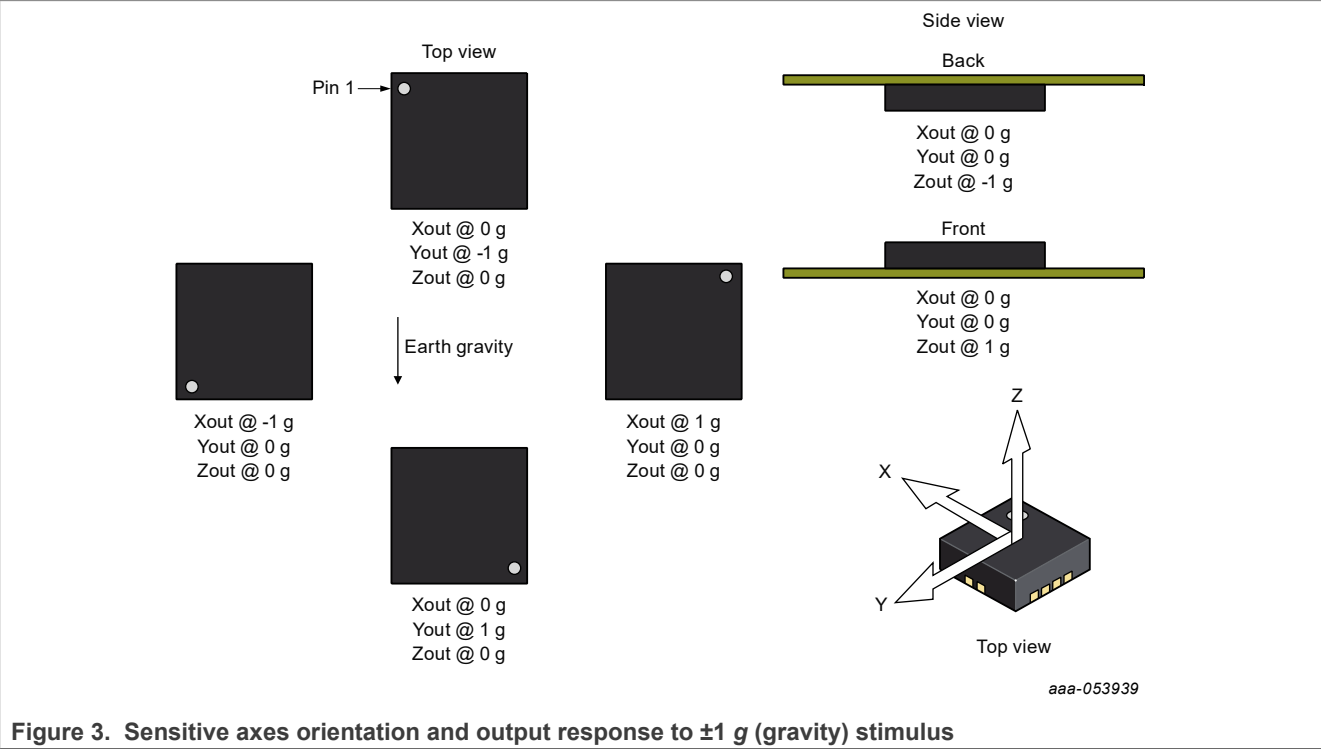 Side view
Top view
Back
Pin 1
Xout @ 0 g
Yout @ 0 g
Zout @ -1 g
Xout @ 0 g
Yout @ -1 g
Zout @ 0 g
Front
Xout @ 0 g
Yout @ 0 g
Zout @ 1 g
Earth gravity
Xout @ -1 g
Yout @ 0 g
Zout @ 0 g
Xout @ 1 g
Yout @ 0 g
Zout @ 0 g
Xout @ 0 g
Yout @ 1 g
Zout @ 0 g
Z
X
Y
Top view
aaa-053939
Figure 3. Sensitive axes orientation and output response to ±1 g (gravity) stimulus